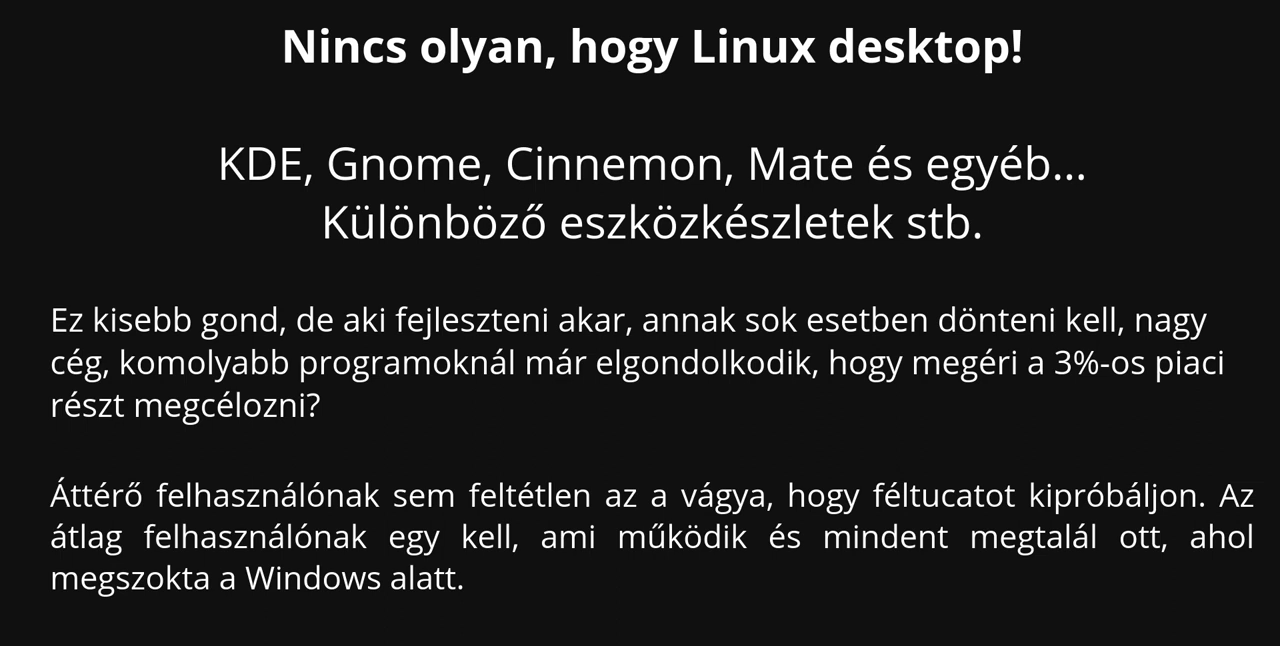 Nincs olyan, hogy Linux desktop!
KDE, Gnome, Cinnemon, Mate és egyéb...
Különböző eszközkészletek stb.
Ez kisebb gond, de aki fejleszteni akar, annak sok esetben dönteni kell, nagy
cég, komolyabb programoknál már elgondolkodik, hogy megéri a 3%-os piaci
részt megcélozni?
Áttérő felhasználónak sem feltétlen az a vágya, hogy féltucatot kipróbáljon. Az
átlag felhasználónak egy kell, ami működik és mindent megtalál ott, ahol
megszokta a Windows alatt.